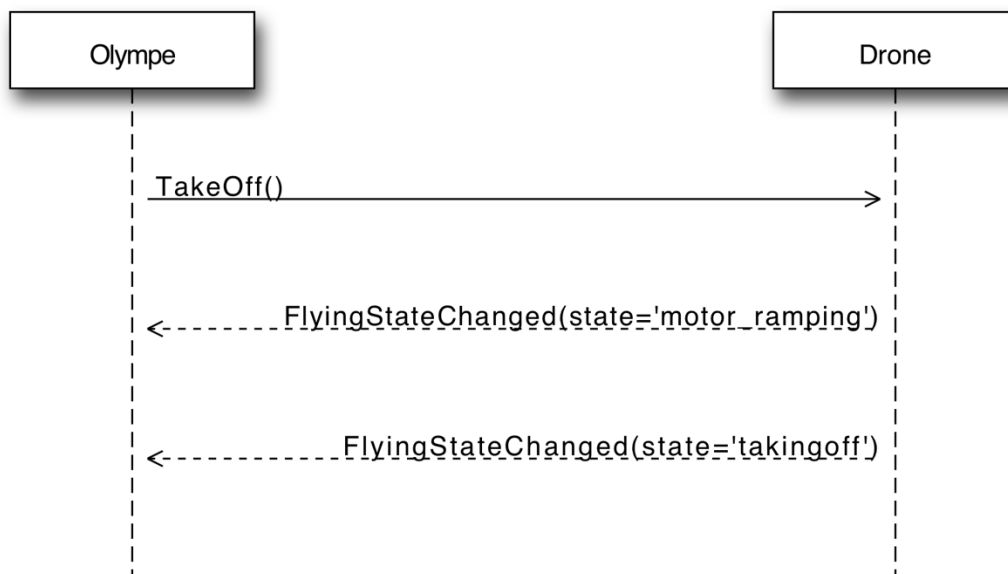 Olympe
Drone
TakeOff()
FlyingStateChanged(state='motor_ramping')
FlyingStateChanged(state='takingoff')